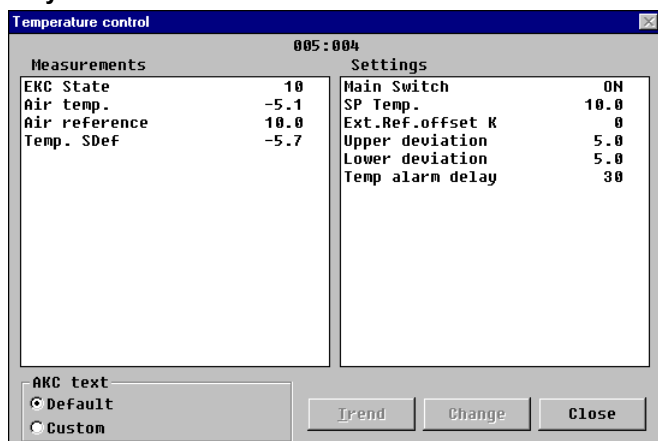 Temperature control
005:004
Measurements Settings
EKC State 10 Main Switch ON
Air temp. -5.1 SP Temp. 10.0
Air reference 10.0 Ext.Ref.offset K 0
Temp. SDef -5.7 Upper deviation 5.0
Lower deviation 5.0
Temp alarm delay 30
AKC text
Default
Custom
Trend Change Close